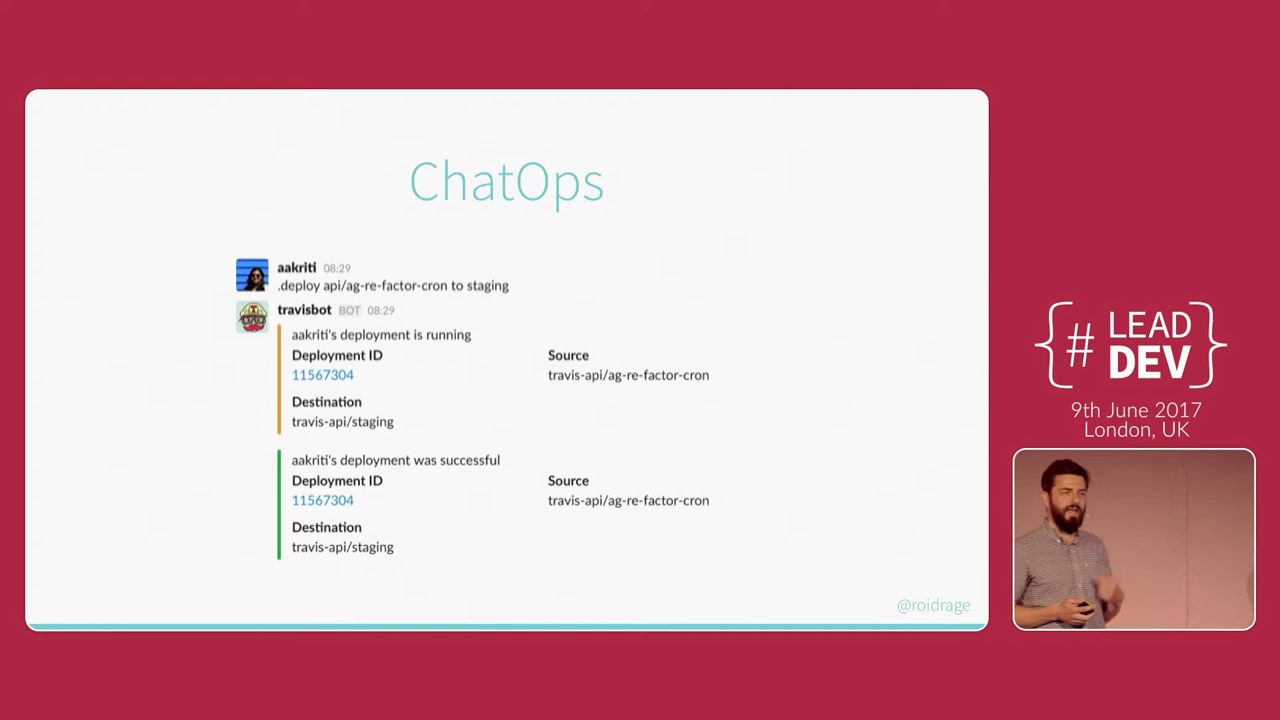 ChatOps
aakriti 08:29
.deploy api/ag-re-factor-cron to staging
travisbot BOT 08:29
aakriti's deployment is running
Deployment ID Source
11567304 travis-api/ag-re-factor-cron
Destination
travis-api/staging
aakriti's deployment was successful
Deployment ID Source
11567304 travis-api/ag-re-factor-cron
Destination
travis-api/staging
@roidrage
{# LEAD
DEV}
9th June 2017
London, UK